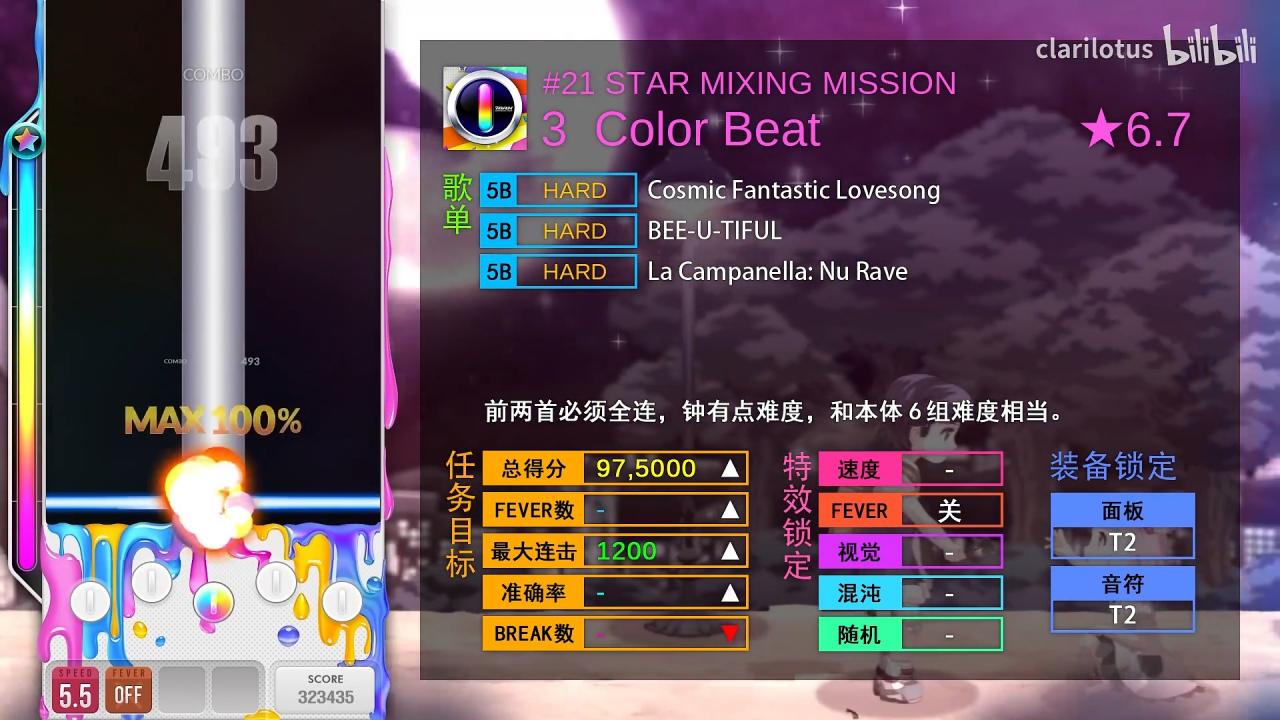 clarilotus bilibili
COMBO
493
COMBO 493
MAX 100%
SPEED
5.5
FEVER
OFF
SCORE
323435
#21 STAR MIXING MISSION
3 Color Beat
★6.7
歌单
5B HARD Cosmic Fantastic Lovesong
5B HARD BEE-U-TIFUL
5B HARD La Campanella: Nu Rave
前两首必须全连，钟有点难度，和本体6组难度相当。
任务目标
总得分 97,5000 ▲
FEVER数 - ▲
最大连击 1200 ▲
准确率 - ▲
BREAK数 - ▼
特效锁定
速度 -
FEVER 关
视觉 -
混沌 -
随机 -
装备锁定
面板
T2
音符
T2